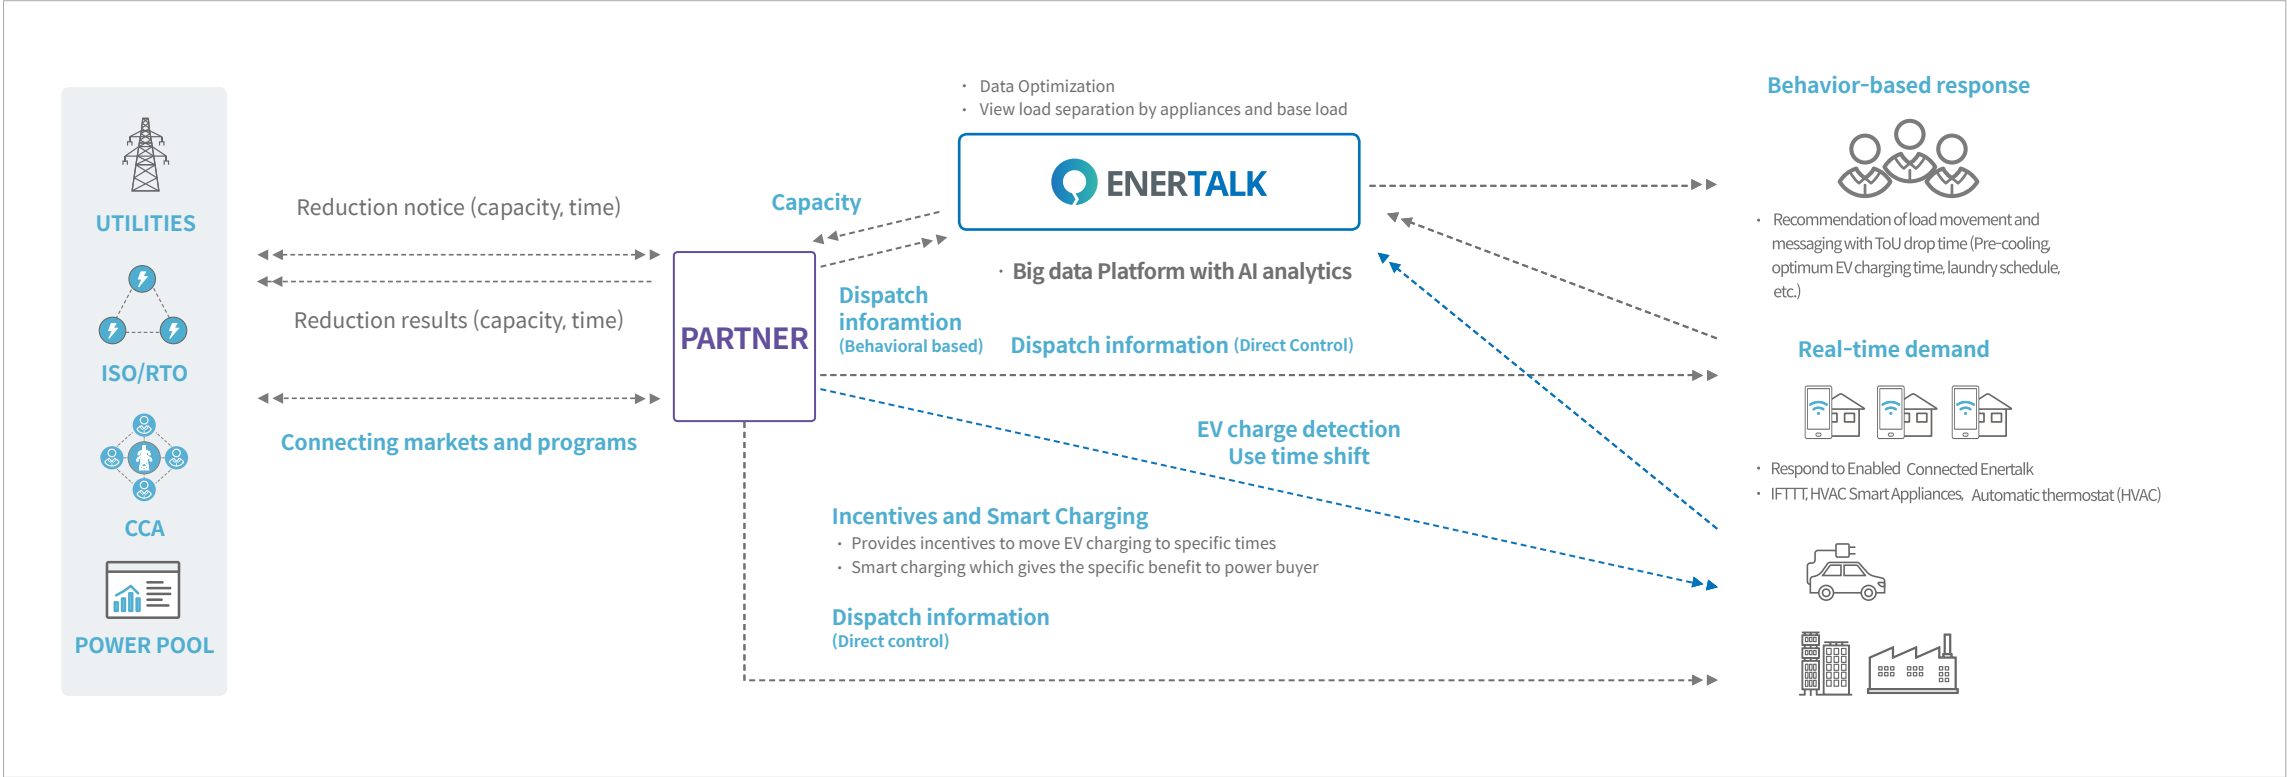 UTILITIES
ISO/RTO
CCA
POWER POOL
Reduction notice (capacity, time)
Reduction results (capacity, time)
Connecting markets and programs
PARTNER
Capacity
· Data Optimization
· View load separation by appliances and base load
ENERTALK
· Big data Platform with AI analytics
Dispatch
inforamtion
(Behavioral based)
Dispatch information (Direct Control)
EV charge detection
Use time shift
Incentives and Smart Charging
· Provides incentives to move EV charging to specific times
· Smart charging which gives the specific benefit to power buyer
Dispatch information
(Direct control)
Behavior-based response
· Recommendation of load movement and
messaging with ToU drop time (Pre-cooling,
optimum EV charging time, laundry schedule,
etc.)
Real-time demand
· Respond to Enabled Connected Enertalk
· IFTTT, HVAC Smart Appliances, Automatic thermostat (HVAC)